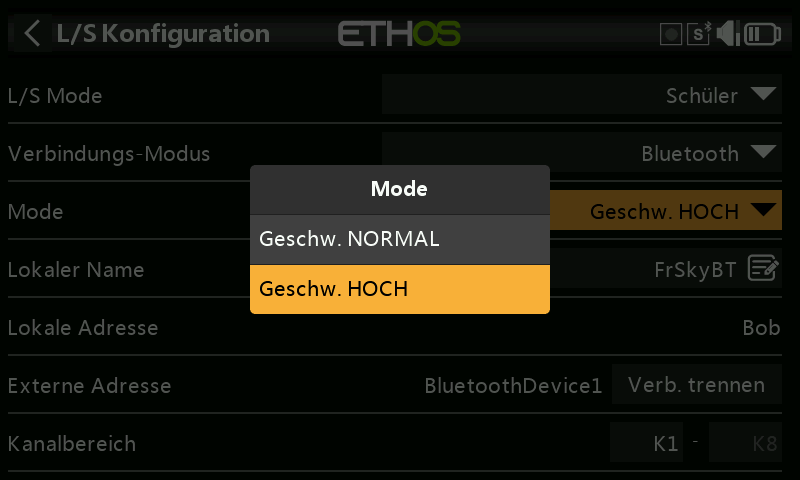 L/S Konfiguration
ETHOS
S
L/S Mode
Schüler
Verbindungs-Modus
Bluetooth
Mode
Geschw. HOCH
Mode
Geschw. NORMAL
Geschw. HOCH
Lokaler Name
FrSkyBT
Lokale Adresse
Bob
Externe Adresse
BluetoothDevice1
Verb. trennen
Kanalbereich
K1 - K8